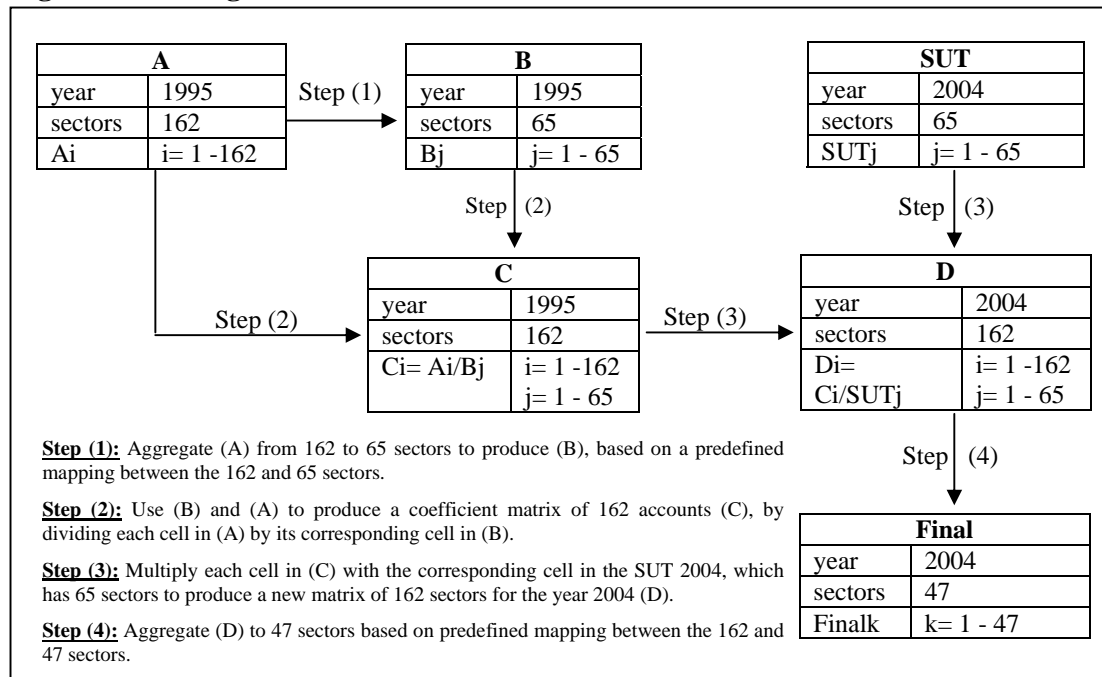 A
year 1995
sectors 162
Ai i= 1 -162
Step (1)
B
year 1995
sectors 65
Bj j= 1 - 65
SUT
year 2004
sectors 65
SUTj j= 1 - 65
Step (2)
Step (3)
Step (2)
C
year 1995
sectors 162
Ci= Ai/Bj i= 1 -162
j= 1 - 65
Step (3)
D
year 2004
sectors 162
Di= i= 1 -162
Ci/SUTj j= 1 - 65
Step (4)
Step (1): Aggregate (A) from 162 to 65 sectors to produce (B), based on a predefined
mapping between the 162 and 65 sectors.
Step (2): Use (B) and (A) to produce a coefficient matrix of 162 accounts (C), by
dividing each cell in (A) by its corresponding cell in (B).
Step (3): Multiply each cell in (C) with the corresponding cell in the SUT 2004, which
has 65 sectors to produce a new matrix of 162 sectors for the year 2004 (D).
Step (4): Aggregate (D) to 47 sectors based on predefined mapping between the 162 and
47 sectors.
Final
year 2004
sectors 47
Finalk k= 1 - 47